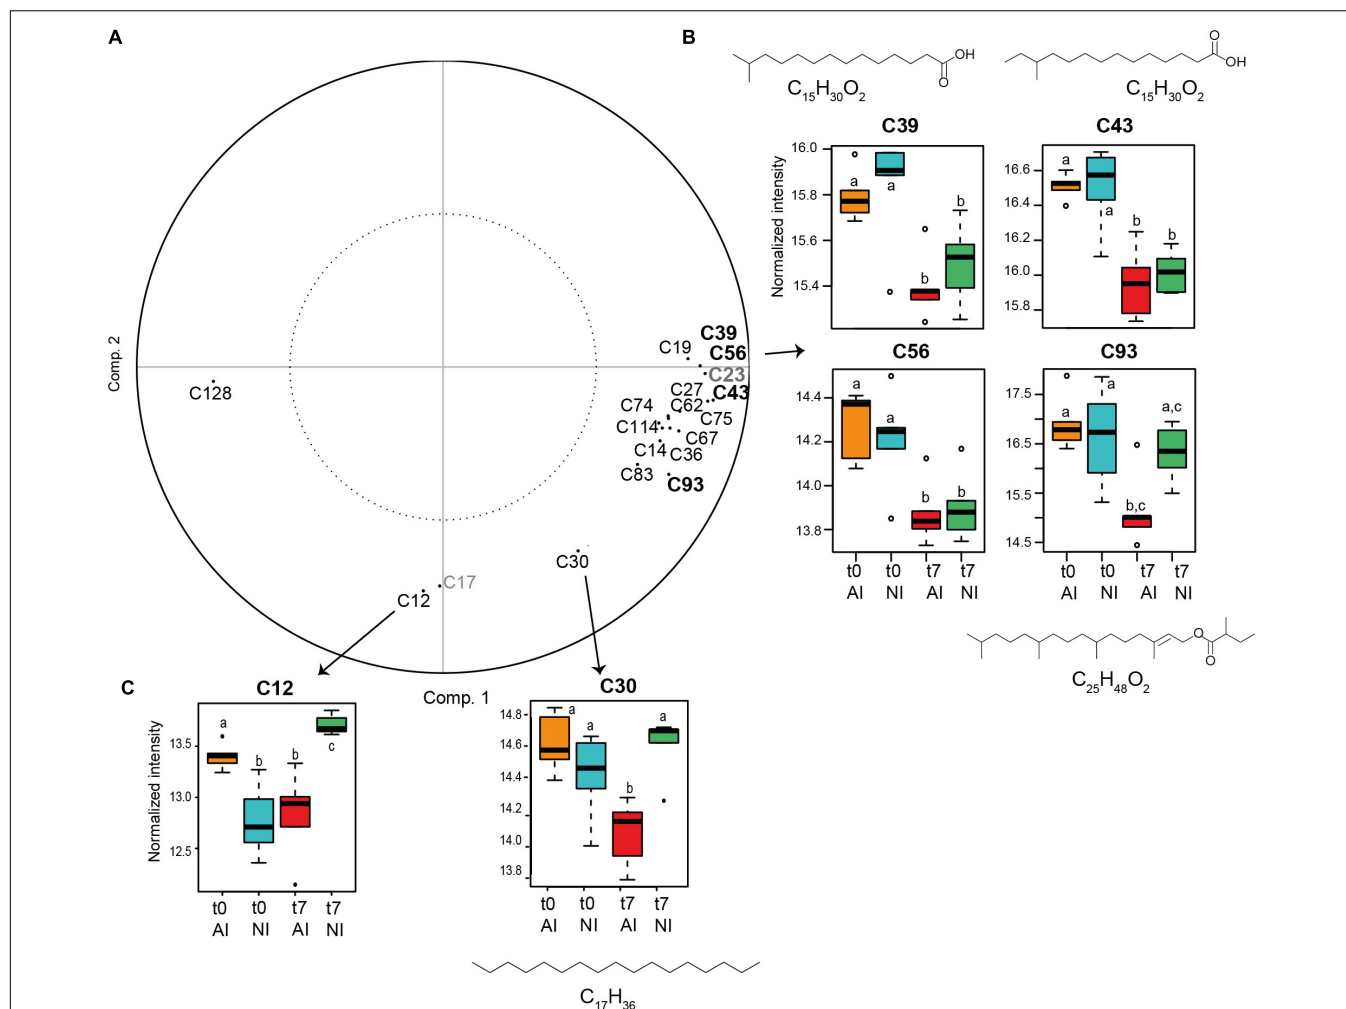 A
Comp. 2
C39
C19
C56
C23
C27
C43
C74
C62
C75
C114
C67
C14
C36
C83
C93
C128
C30
C17
C12
Comp. 1
B
OH
O
C15H30O2
O
OH
C15H30O2
C39
Normalized intensity
16.0
15.8
15.6
15.4
a
a
b
b
C43
16.6
16.4
16.2
16.0
15.8
a
a
b
b
C56
14.4
14.2
14.0
13.8
a
a
b
b
t0 t0 t7 t7
AI NI AI NI
C93
17.5
16.5
15.5
14.5
a
a
b,c
a,c
t0 t0 t7 t7
AI NI AI NI
O
O
C25H48O2
C
C12
Normalized intensity
13.5
13.0
12.5
a
b
b
c
t0 t0 t7 t7
AI NI AI NI
C30
14.8
14.6
14.4
14.2
14.0
13.8
a
a
b
a
t0 t0 t7 t7
AI NI AI NI
C17H36